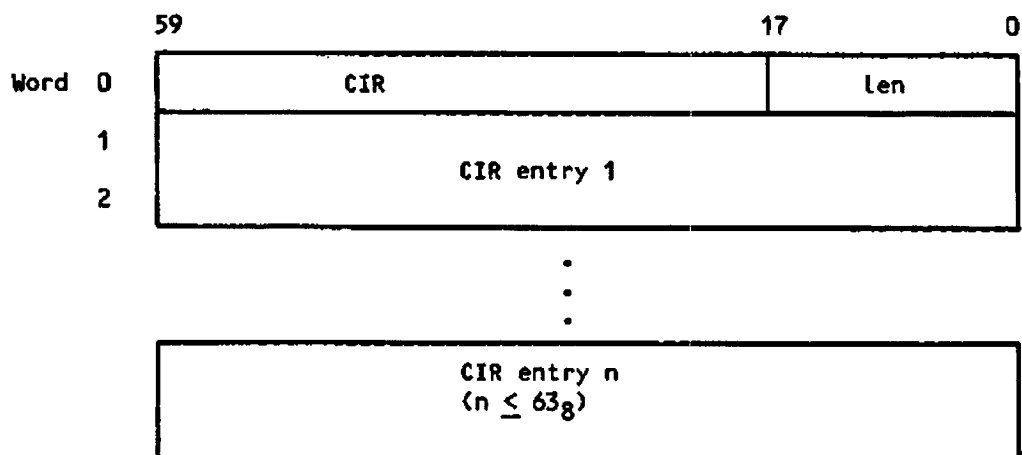 59 17 0
Word 0 CIR len
1
CIR entry 1
2
.
.
.
CIR entry n
(n ≤ 63₈)